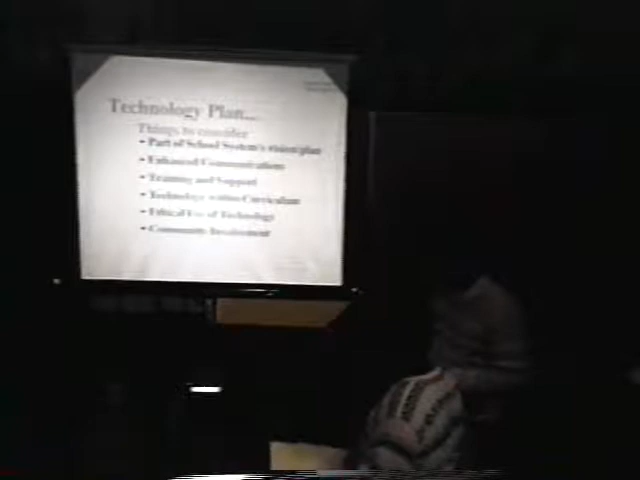 Technology Plan...
Things to consider
• Part of School System's vision/plan
• Enhanced Communications
• Training and Support
• Technology within Curriculum
• Ethical Use of Technology
• Community Involvement